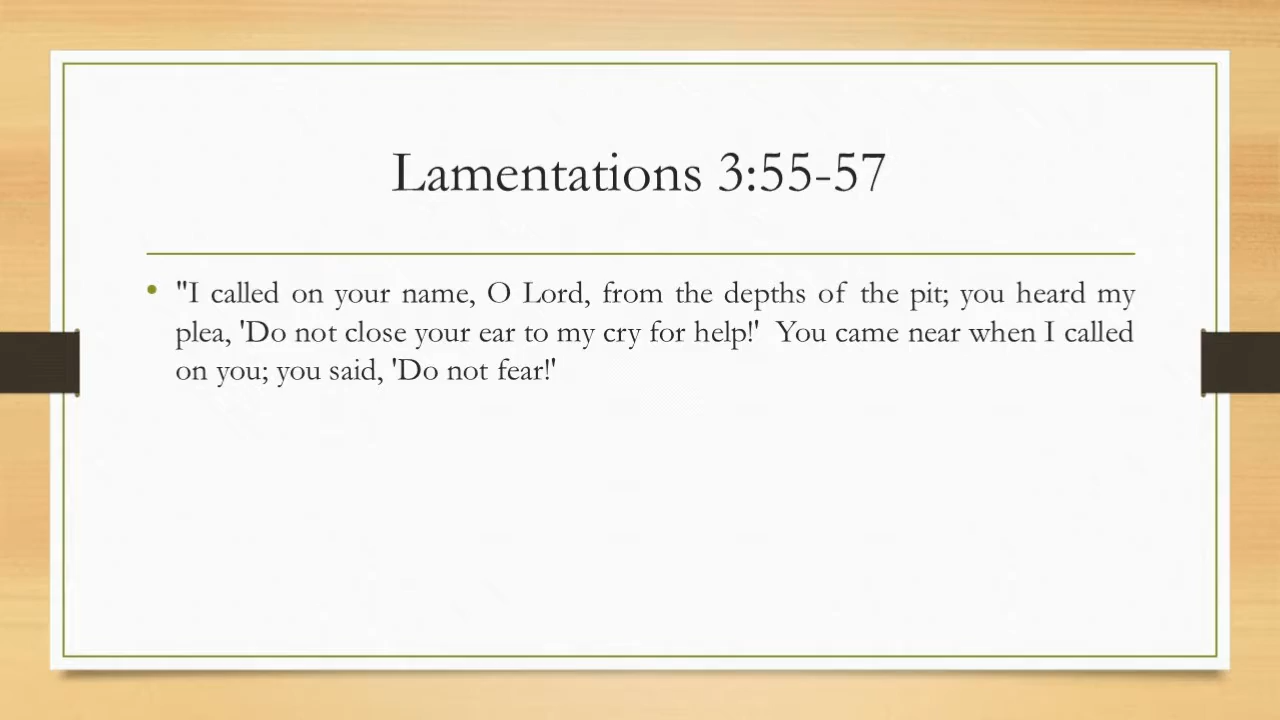 Lamentations 3:55-57
• "I called on your name, O Lord, from the depths of the pit; you heard my
plea, 'Do not close your ear to my cry for help!'  You came near when I called
on you; you said, 'Do not fear!'